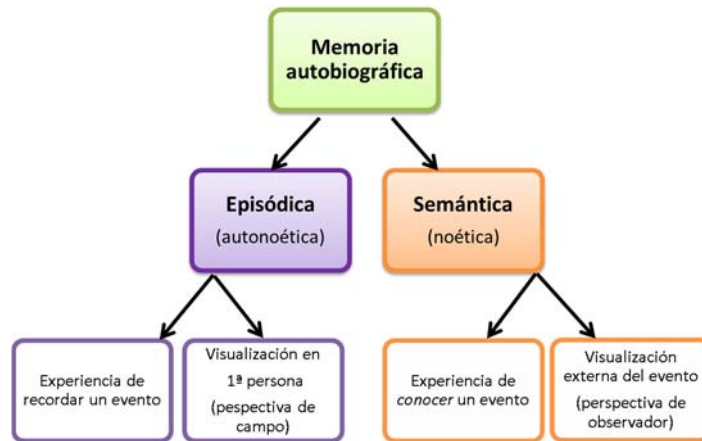 Memoria
autobiográfica
Episódica
(autonoética)
Semántica
(noética)
Experiencia de
recordar un evento
Visualización en
1ª persona
(pespectiva de
campo)
Experiencia de
conocer un evento
Visualización
externa del evento
(perspectiva de
observador)